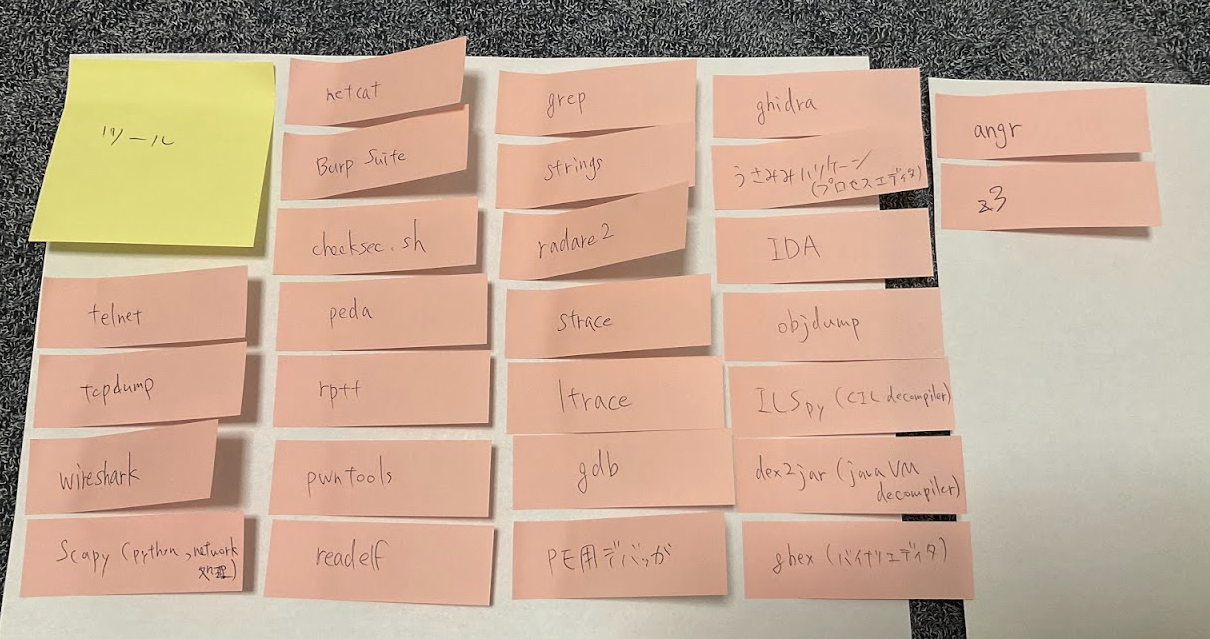 ツール
telnet
tcpdump
wireshark
Scapy (python, network
処理)
netcat
Burp Suite
checksec.sh
peda
rp++
pwntools
readelf
grep
strings
radare2
strace
ltrace
gdb
PE用デバッガ
ghidra
うさみみハリケーン
(プロセスエディタ)
IDA
objdump
ILSpy (CIL decompiler)
dex2jar (java VM
decompiler)
ghex (バイナリエディタ)
angr
z3